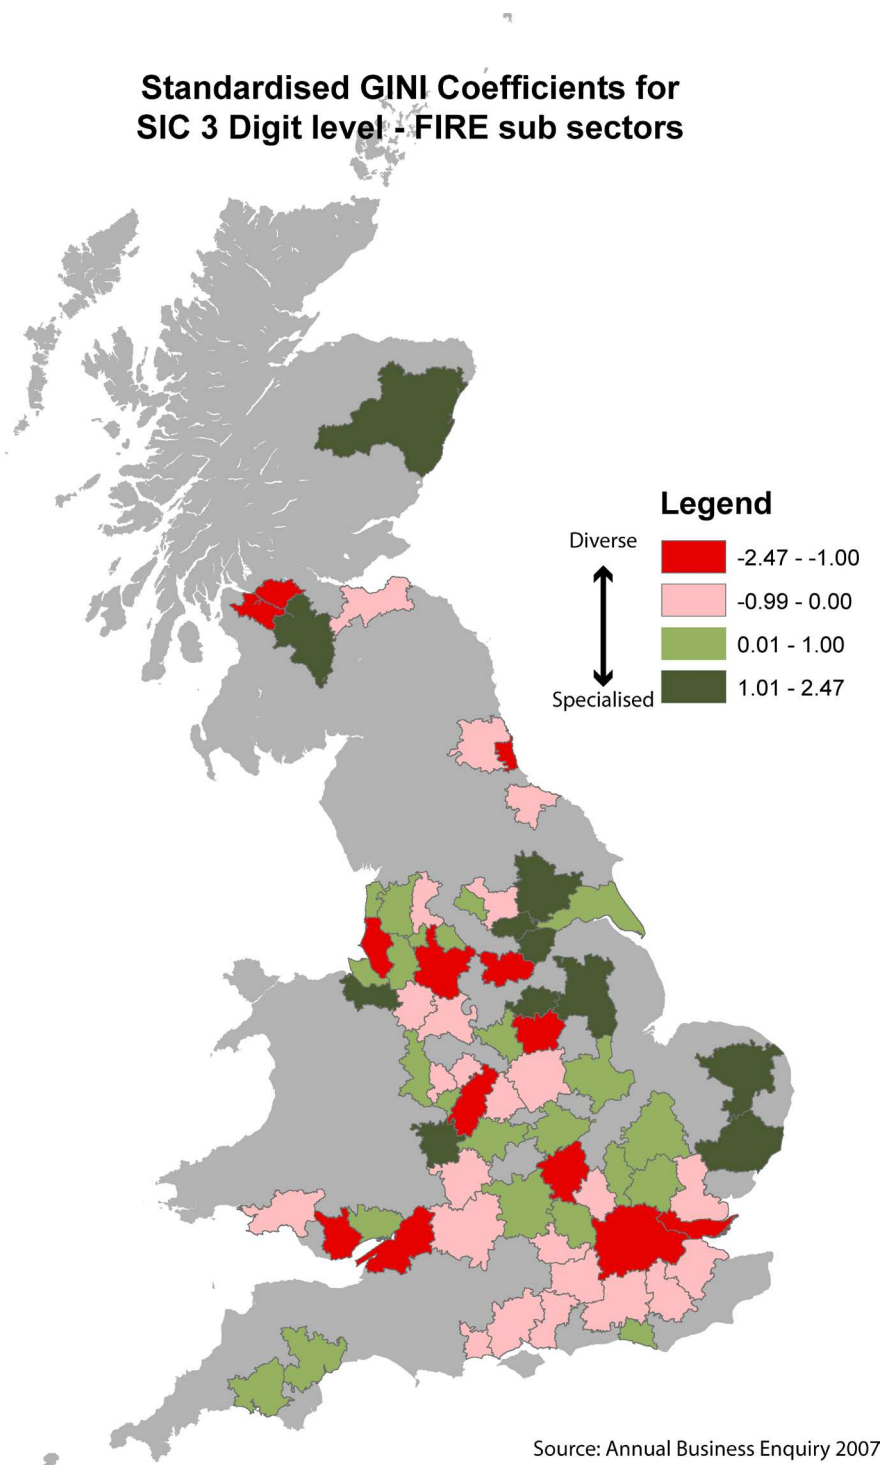 Standardised GINI Coefficients for
SIC 3 Digit level - FIRE sub sectors
Legend
Diverse
-2.47 - -1.00
-0.99 - 0.00
0.01 - 1.00
1.01 - 2.47
Specialised
Source: Annual Business Enquiry 2007